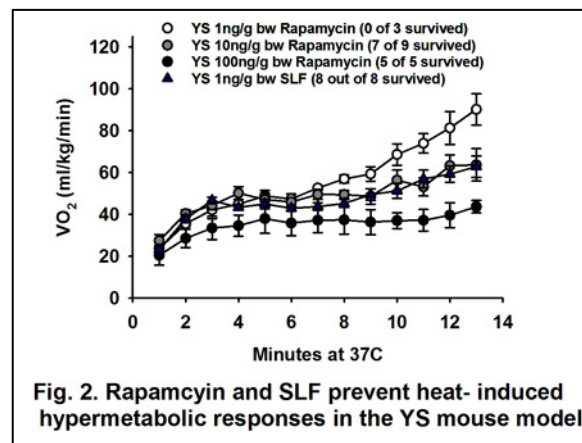 YS 1ng/g bw Rapamycin (0 of 3 survived)
YS 10ng/g bw Rapamycin (7 of 9 survived)
YS 100ng/g bw Rapamycin (5 of 5 survived)
YS 1ng/g bw SLF (8 out of 8 survived)
120
100
80
60
40
20
0
VO2 (ml/kg/min)
0 2 4 6 8 10 12 14
Minutes at 37C
Fig. 2. Rapamcyin and SLF prevent heat- induced
hypermetabolic responses in the YS mouse model